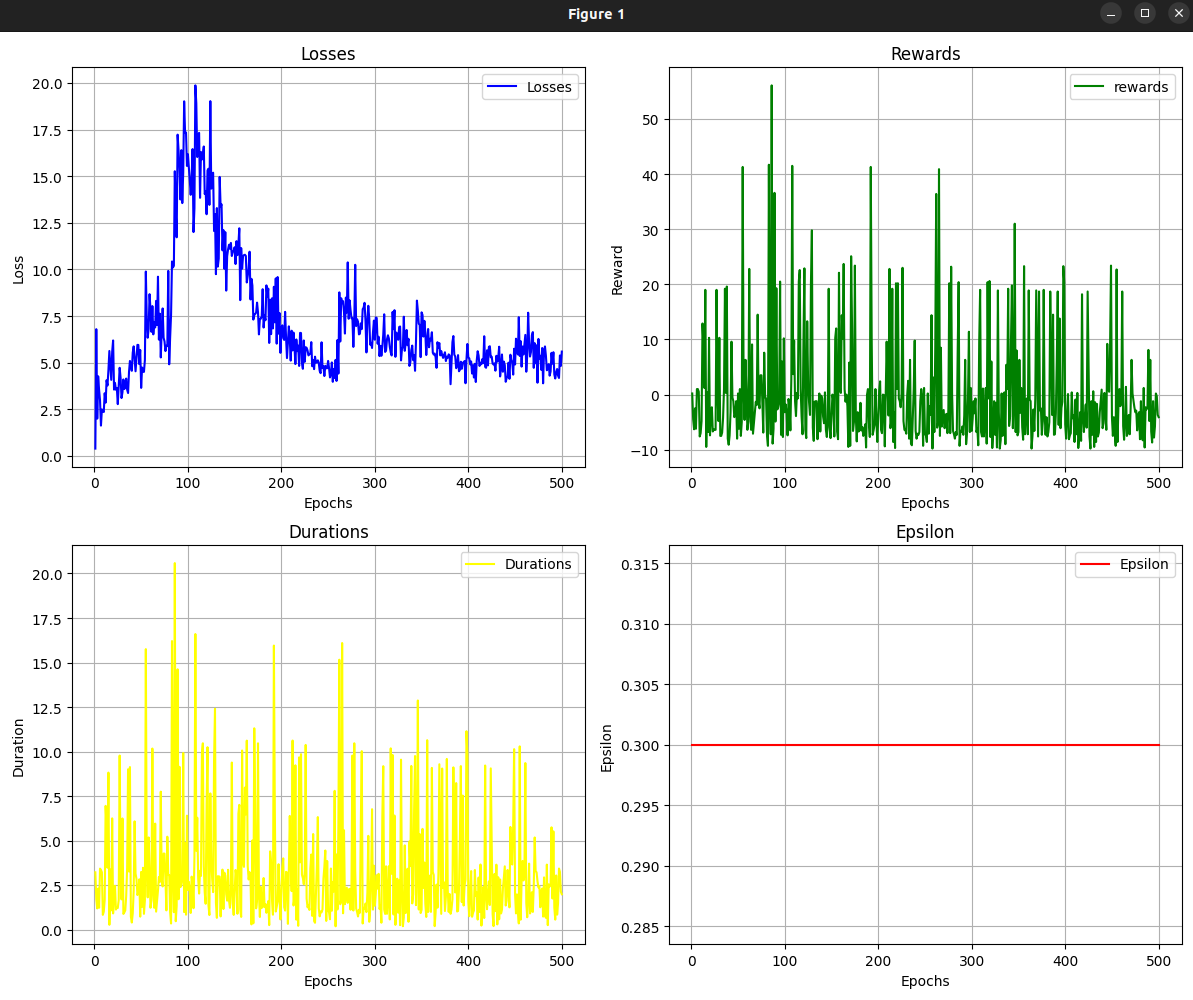 Figure 1
Losses
Loss
20.0
17.5
15.0
12.5
10.0
7.5
5.0
2.5
0.0
Losses
0 100 200 300 400 500
Epochs
Rewards
Reward
50
40
30
20
10
0
−10
rewards
0 100 200 300 400 500
Epochs
Durations
Duration
20.0
17.5
15.0
12.5
10.0
7.5
5.0
2.5
0.0
Durations
0 100 200 300 400 500
Epochs
Epsilon
Epsilon
0.315
0.310
0.305
0.300
0.295
0.290
0.285
Epsilon
0 100 200 300 400 500
Epochs